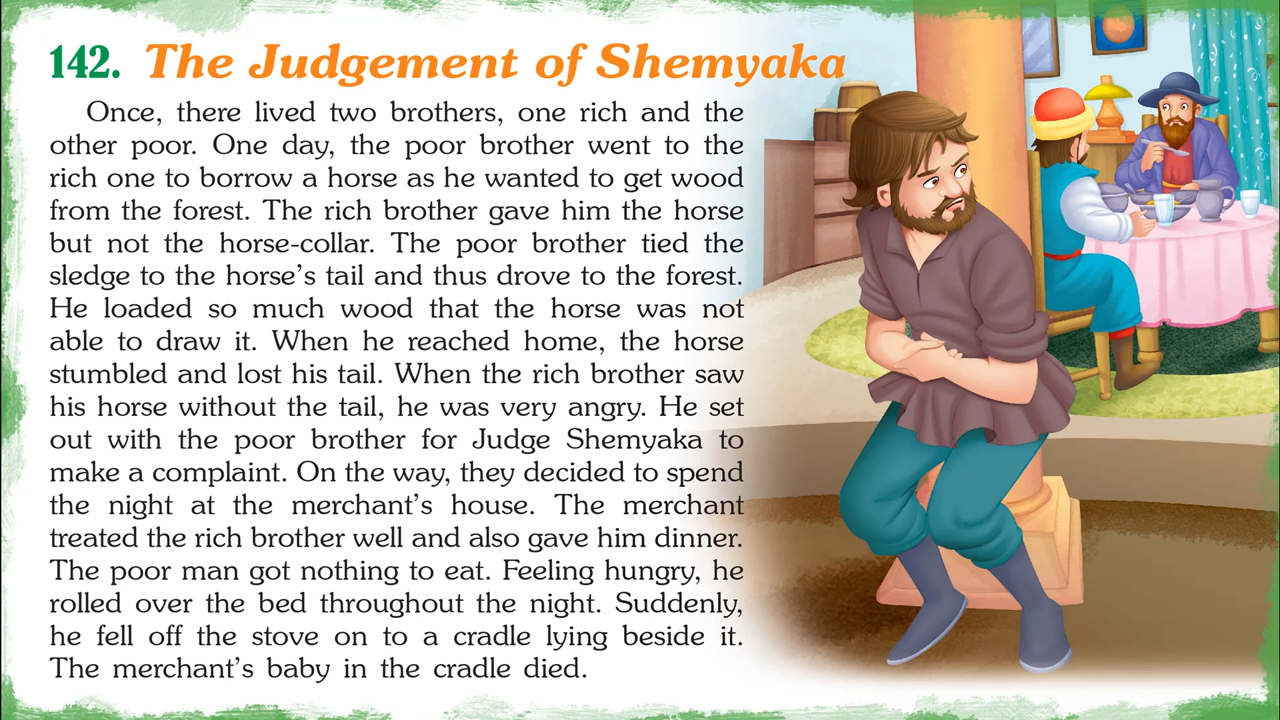 142. The Judgement of Shemyaka
Once, there lived two brothers, one rich and the
other poor. One day, the poor brother went to the
rich one to borrow a horse as he wanted to get wood
from the forest. The rich brother gave him the horse
but not the horse-collar. The poor brother tied the
sledge to the horse's tail and thus drove to the forest.
He loaded so much wood that the horse was not
able to draw it. When he reached home, the horse
stumbled and lost his tail. When the rich brother saw
his horse without the tail, he was very angry. He set
out with the poor brother for Judge Shemyaka to
make a complaint. On the way, they decided to spend
the night at the merchant's house. The merchant
treated the rich brother well and also gave him dinner.
The poor man got nothing to eat. Feeling hungry, he
rolled over the bed throughout the night. Suddenly,
he fell off the stove on to a cradle lying beside it.
The merchant's baby in the cradle died.